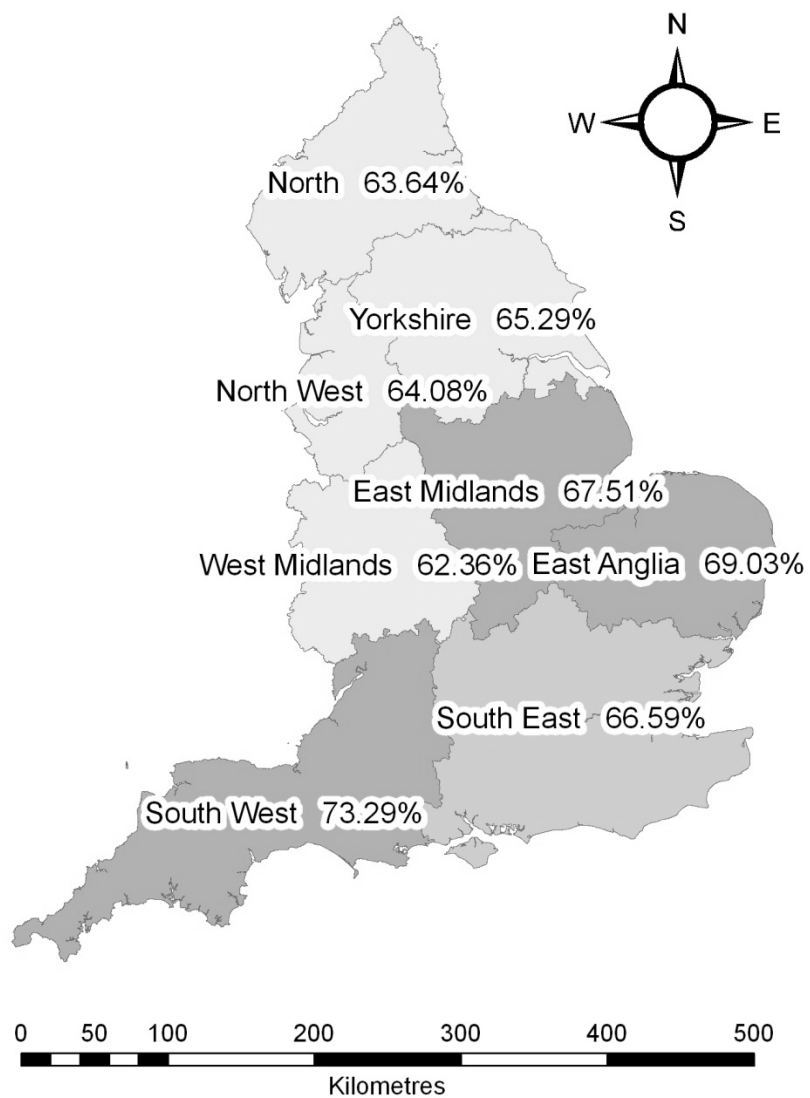 N
W E
S
North 63.64%
Yorkshire 65.29%
North West 64.08%
East Midlands 67.51%
West Midlands 62.36%
East Anglia 69.03%
South East 66.59%
South West 73.29%
0 50 100 200 300 400 500
Kilometres